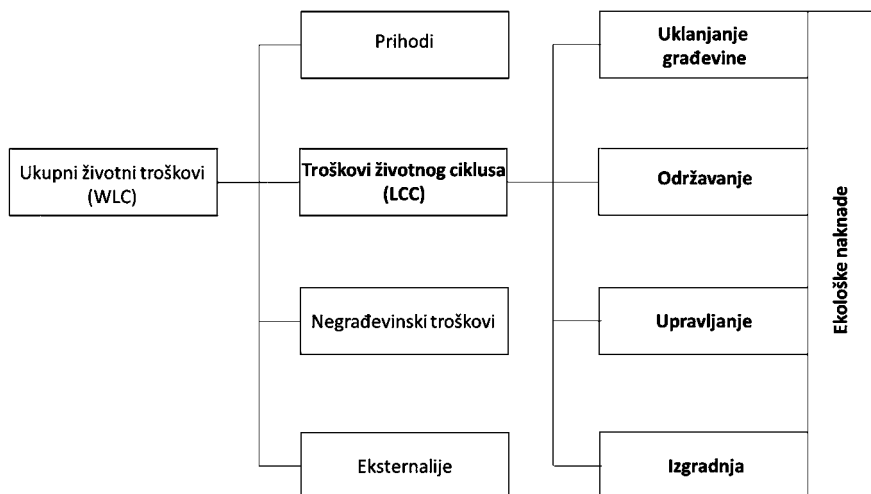 Prihodi
Uklanjanje
građevine
Ukupni životni troškovi
(WLC)
Troškovi životnog ciklusa
(LCC)
Održavanje
Negrađevinski troškovi
Upravljanje
Eksternalije
Izgradnja
Ekološke naknade